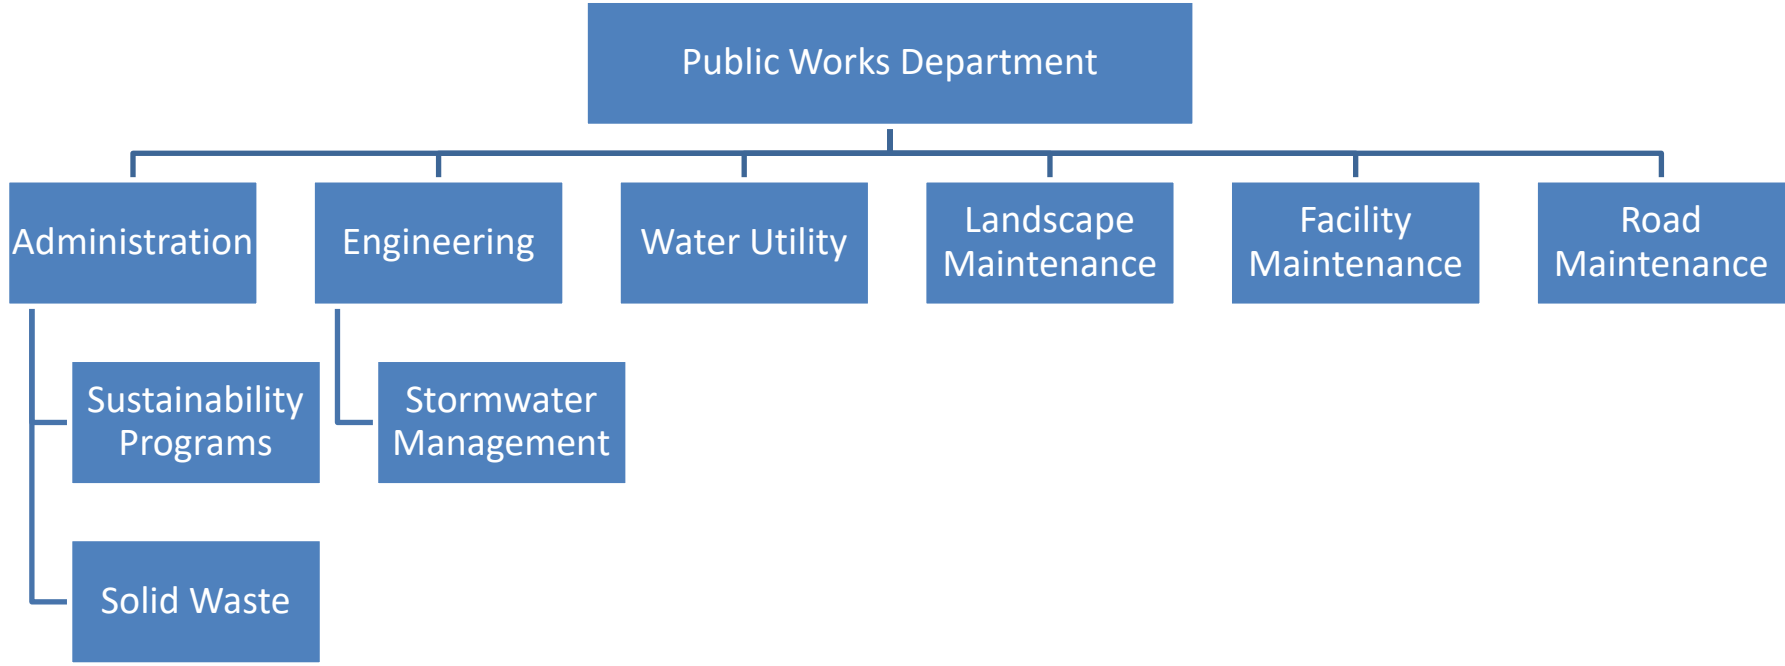 Public Works Department
Administration
Engineering
Water Utility
Landscape
Maintenance
Facility
Maintenance
Road
Maintenance
Sustainability
Programs
Stormwater
Management
Solid Waste